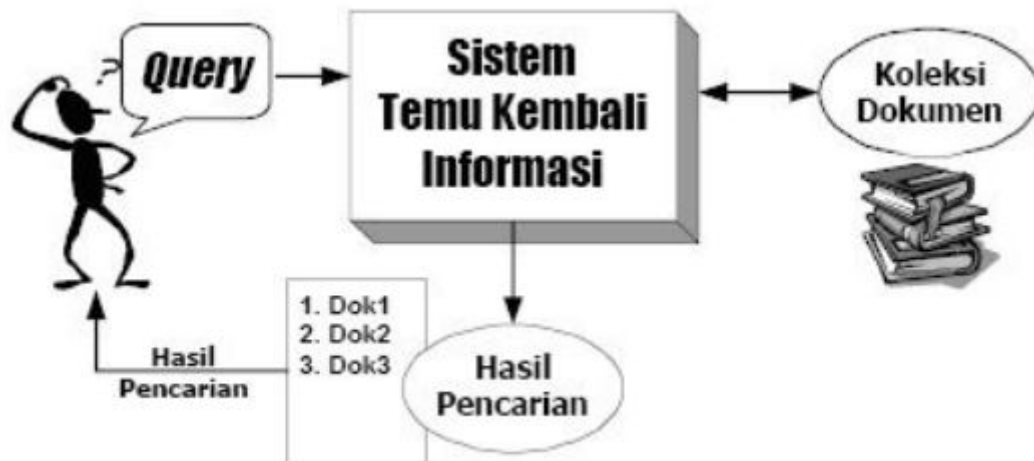 Query
Sistem
Temu Kembali
Informasi
Koleksi
Dokumen
1. Dok1
2. Dok2
3. Dok3
Hasil
Pencarian
Hasil
Pencarian